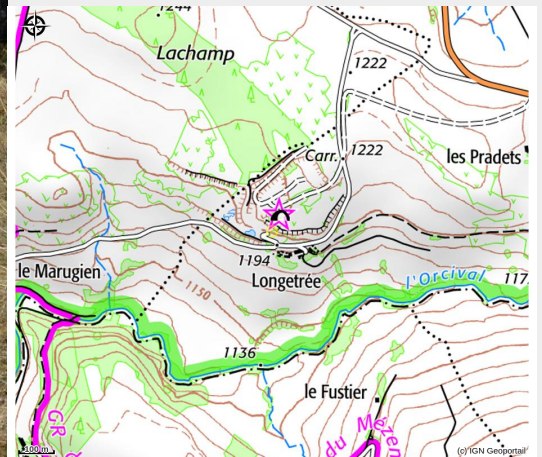 1244
Lachamp
1222
Carr.
1222
les Pradets
1194
le Marugien
Longetrée
l'Orcival
117
1150
1136
le Fustier
GR
du Mézen
100 m
(c) IGN Geoportail